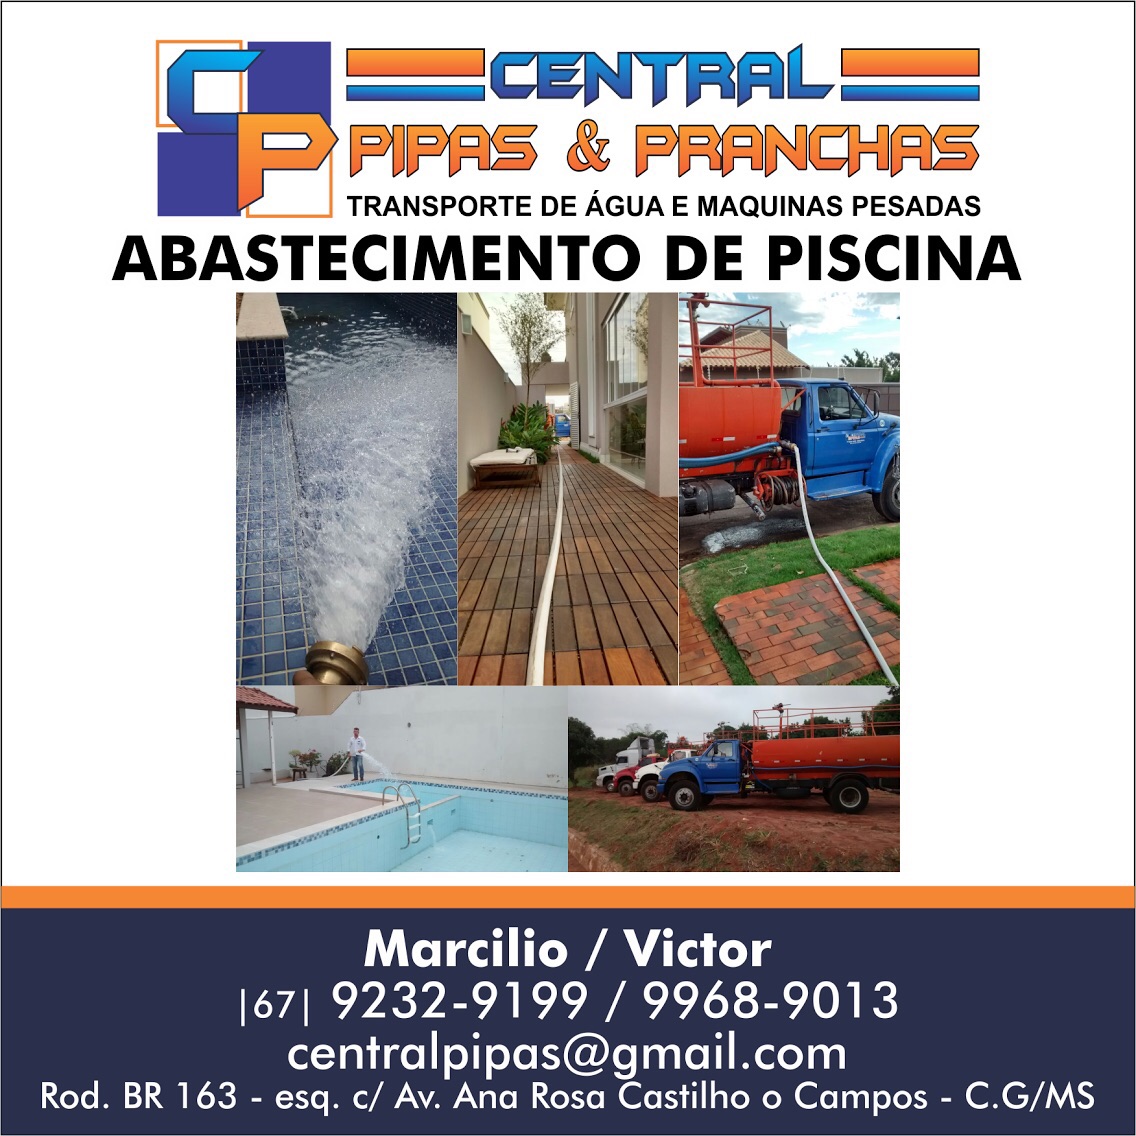 CP
CENTRAL
PIPAS & PRANCHAS
TRANSPORTE DE ÁGUA E MAQUINAS PESADAS
ABASTECIMENTO DE PISCINA
Marcilio / Victor
|67| 9232-9199 / 9968-9013
centralpipas@gmail.com
Rod. BR 163 - esq. c/ Av. Ana Rosa Castilho o Campos - C.G/MS